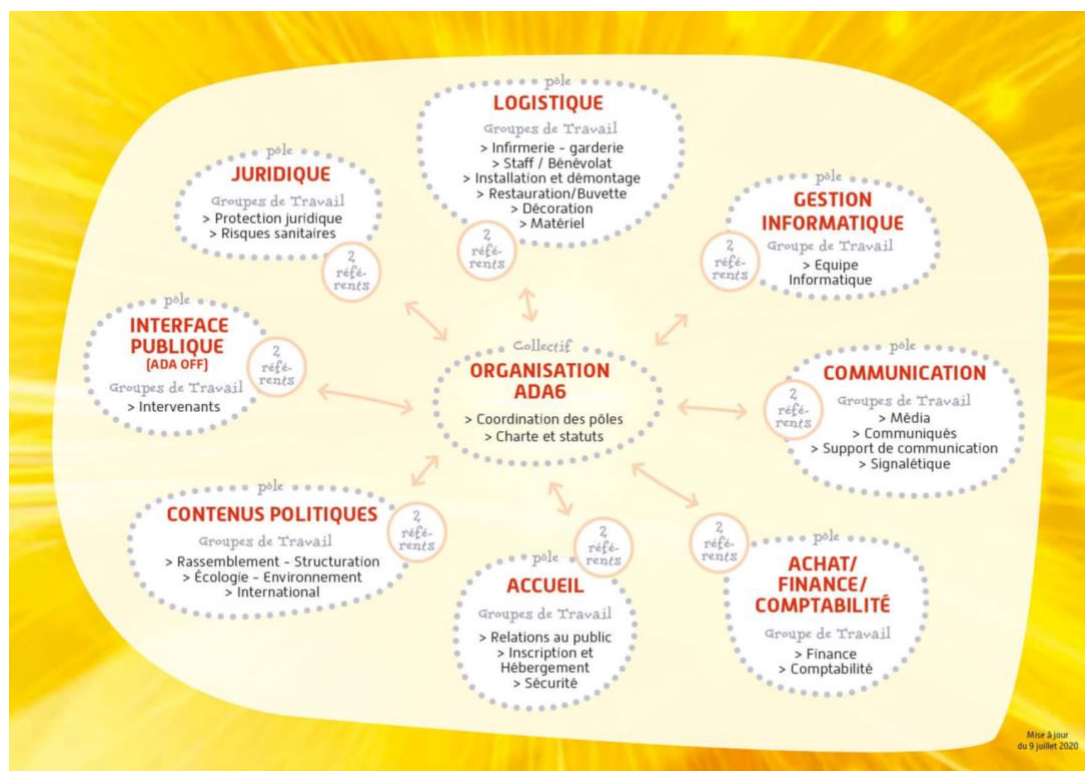 pôle
LOGISTIQUE
Groupes de Travail
> Infirmerie - garderie
> Staff / Bénévolat
> Installation et démontage
> Restauration/Buvette
> Décoration
> Matériel
2
référents
pôle
JURIDIQUE
Groupes de Travail
> Protection juridique
> Risques sanitaires
2
réfé-
rents
pôle
GESTION
INFORMATIQUE
Groupe de Travail
> Equipe
Informatique
2
réfé-
rents
pôle
INTERFACE
PUBLIQUE
(ADA OFF)
Groupes de Travail
> Intervenants
2
réfé-
rents
Collectif
ORGANISATION
ADA6
> Coordination des pôles
> Charte et statuts
pôle
COMMUNICATION
Groupes de Travail
> Média
> Communiqués
> Support de communication
> Signalétique
2
réfé-
rents
pôle
CONTENUS POLITIQUES
Groupes de Travail
> Rassemblement - Structuration
> Écologie - Environnement
> International
2
réfé-
rents
pôle
ACCUEIL
Groupes de Travail
> Relations au public
> Inscription et
Hébergement
> Sécurité
2
réfé-
rents
pôle
ACHAT/
FINANCE/
COMPTABILITÉ
Groupe de Travail
> Finance
> Comptabilité
2
réfé-
rents
Mise à jour
du 9 juillet 2020